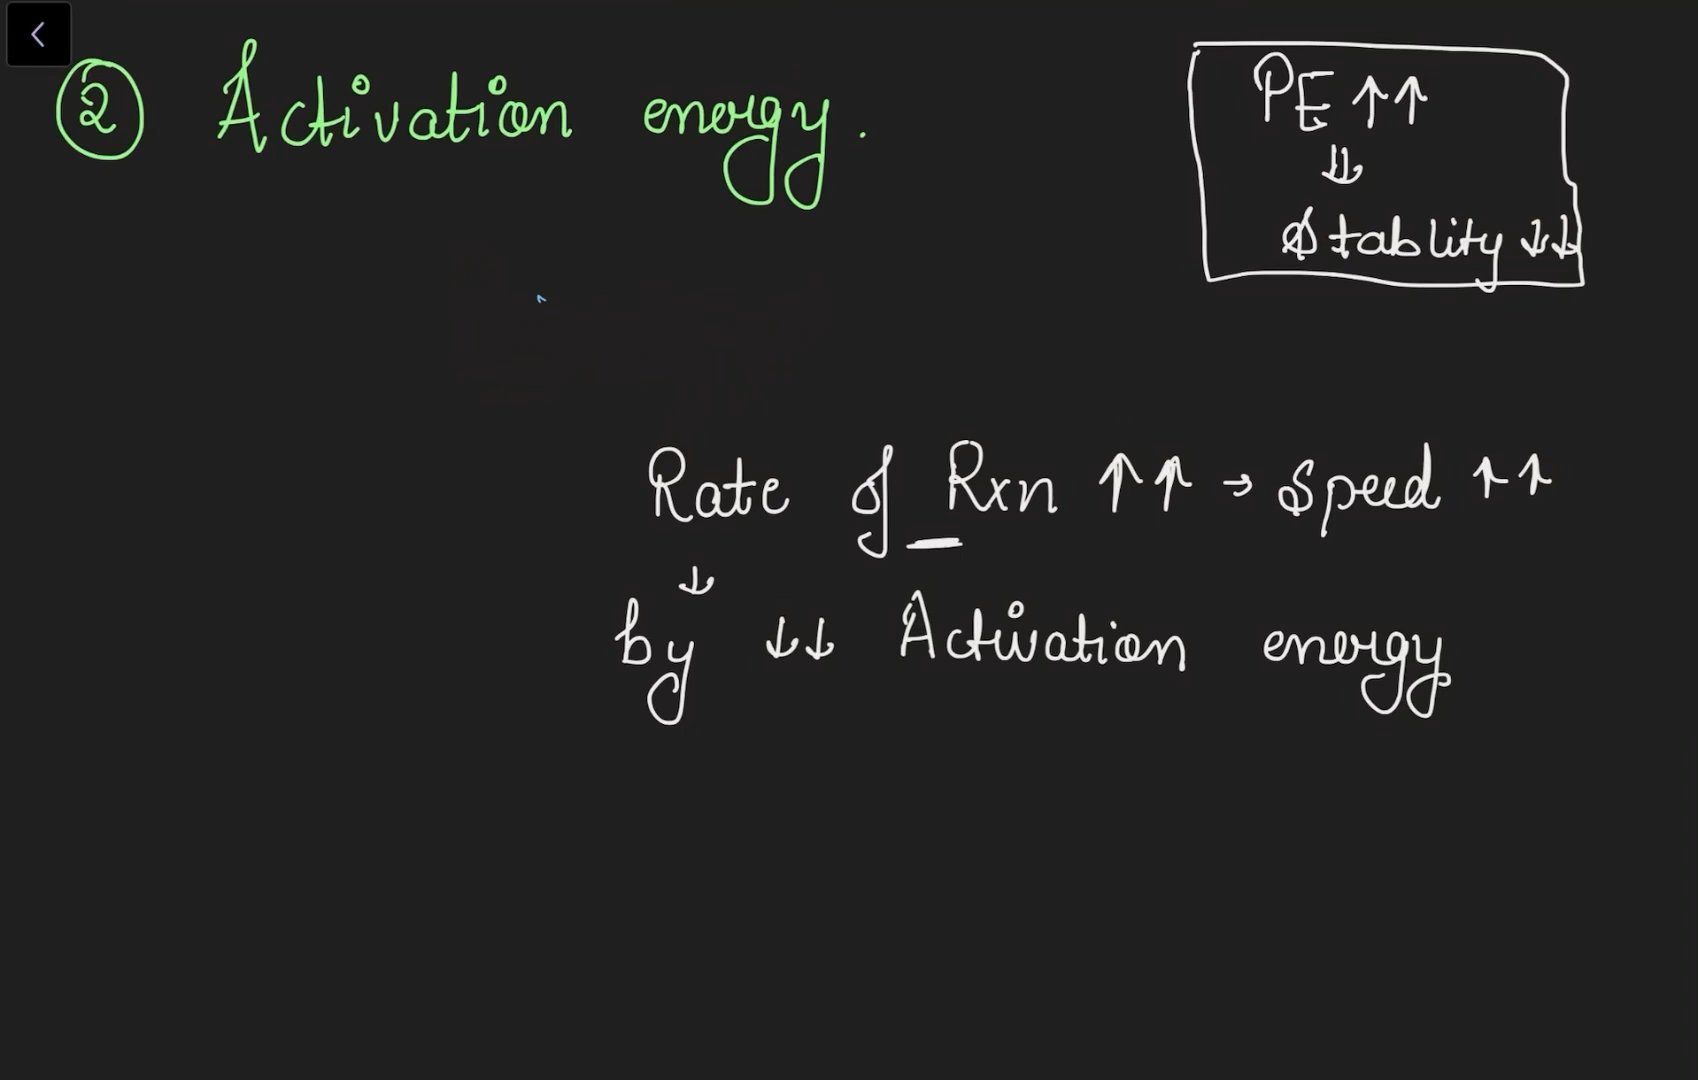 ② Activation energy.
PE ↑↑
⇓
Stablity ↓↓
Rate of Rxn ↑↑ → Speed ↑↑
↓
by ↓↓ Activation energy